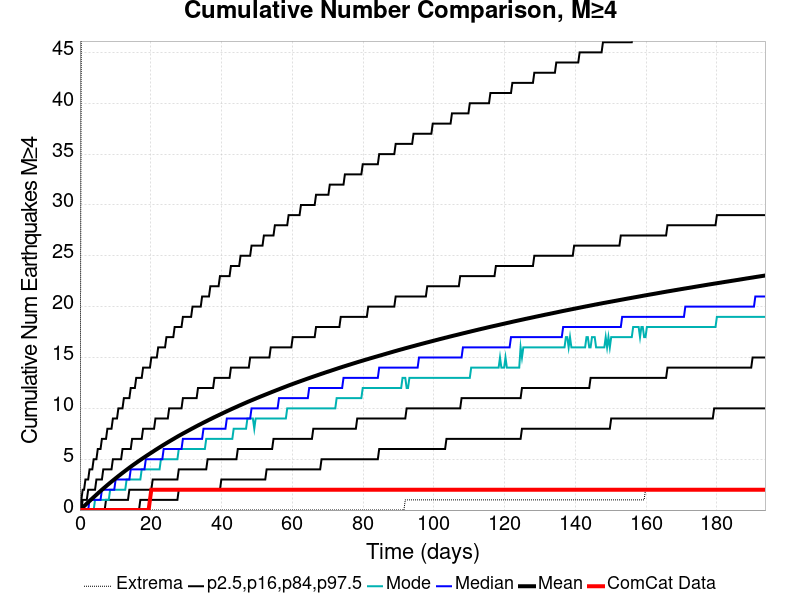 Cumulative Number Comparison, M≥4
Cumulative Num Earthquakes M≥4
45
40
35
30
25
20
15
10
5
0
0 20 40 60 80 100 120 140 160 180
Time (days)
Extrema p2.5,p16,p84,p97.5 Mode Median Mean ComCat Data